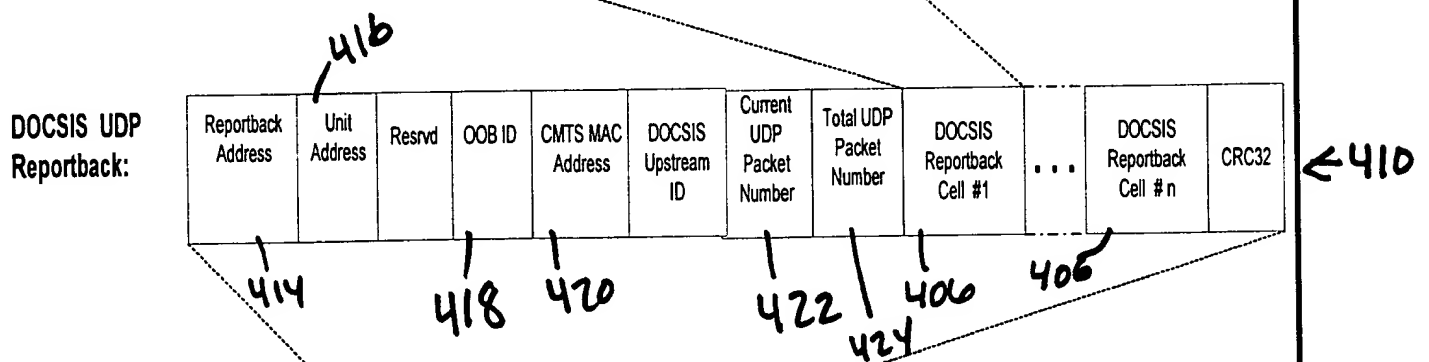 416
DOCSIS UDP
Reportback:
Reportback
Address
Unit
Address
Resrvd
OOB ID
CMTS MAC
Address
DOCSIS
Upstream
ID
Current
UDP
Packet
Number
Total UDP
Packet
Number
DOCSIS
Reportback
Cell #1
...
DOCSIS
Reportback
Cell # n
CRC32
←410
414
418
420
422
424
406
406